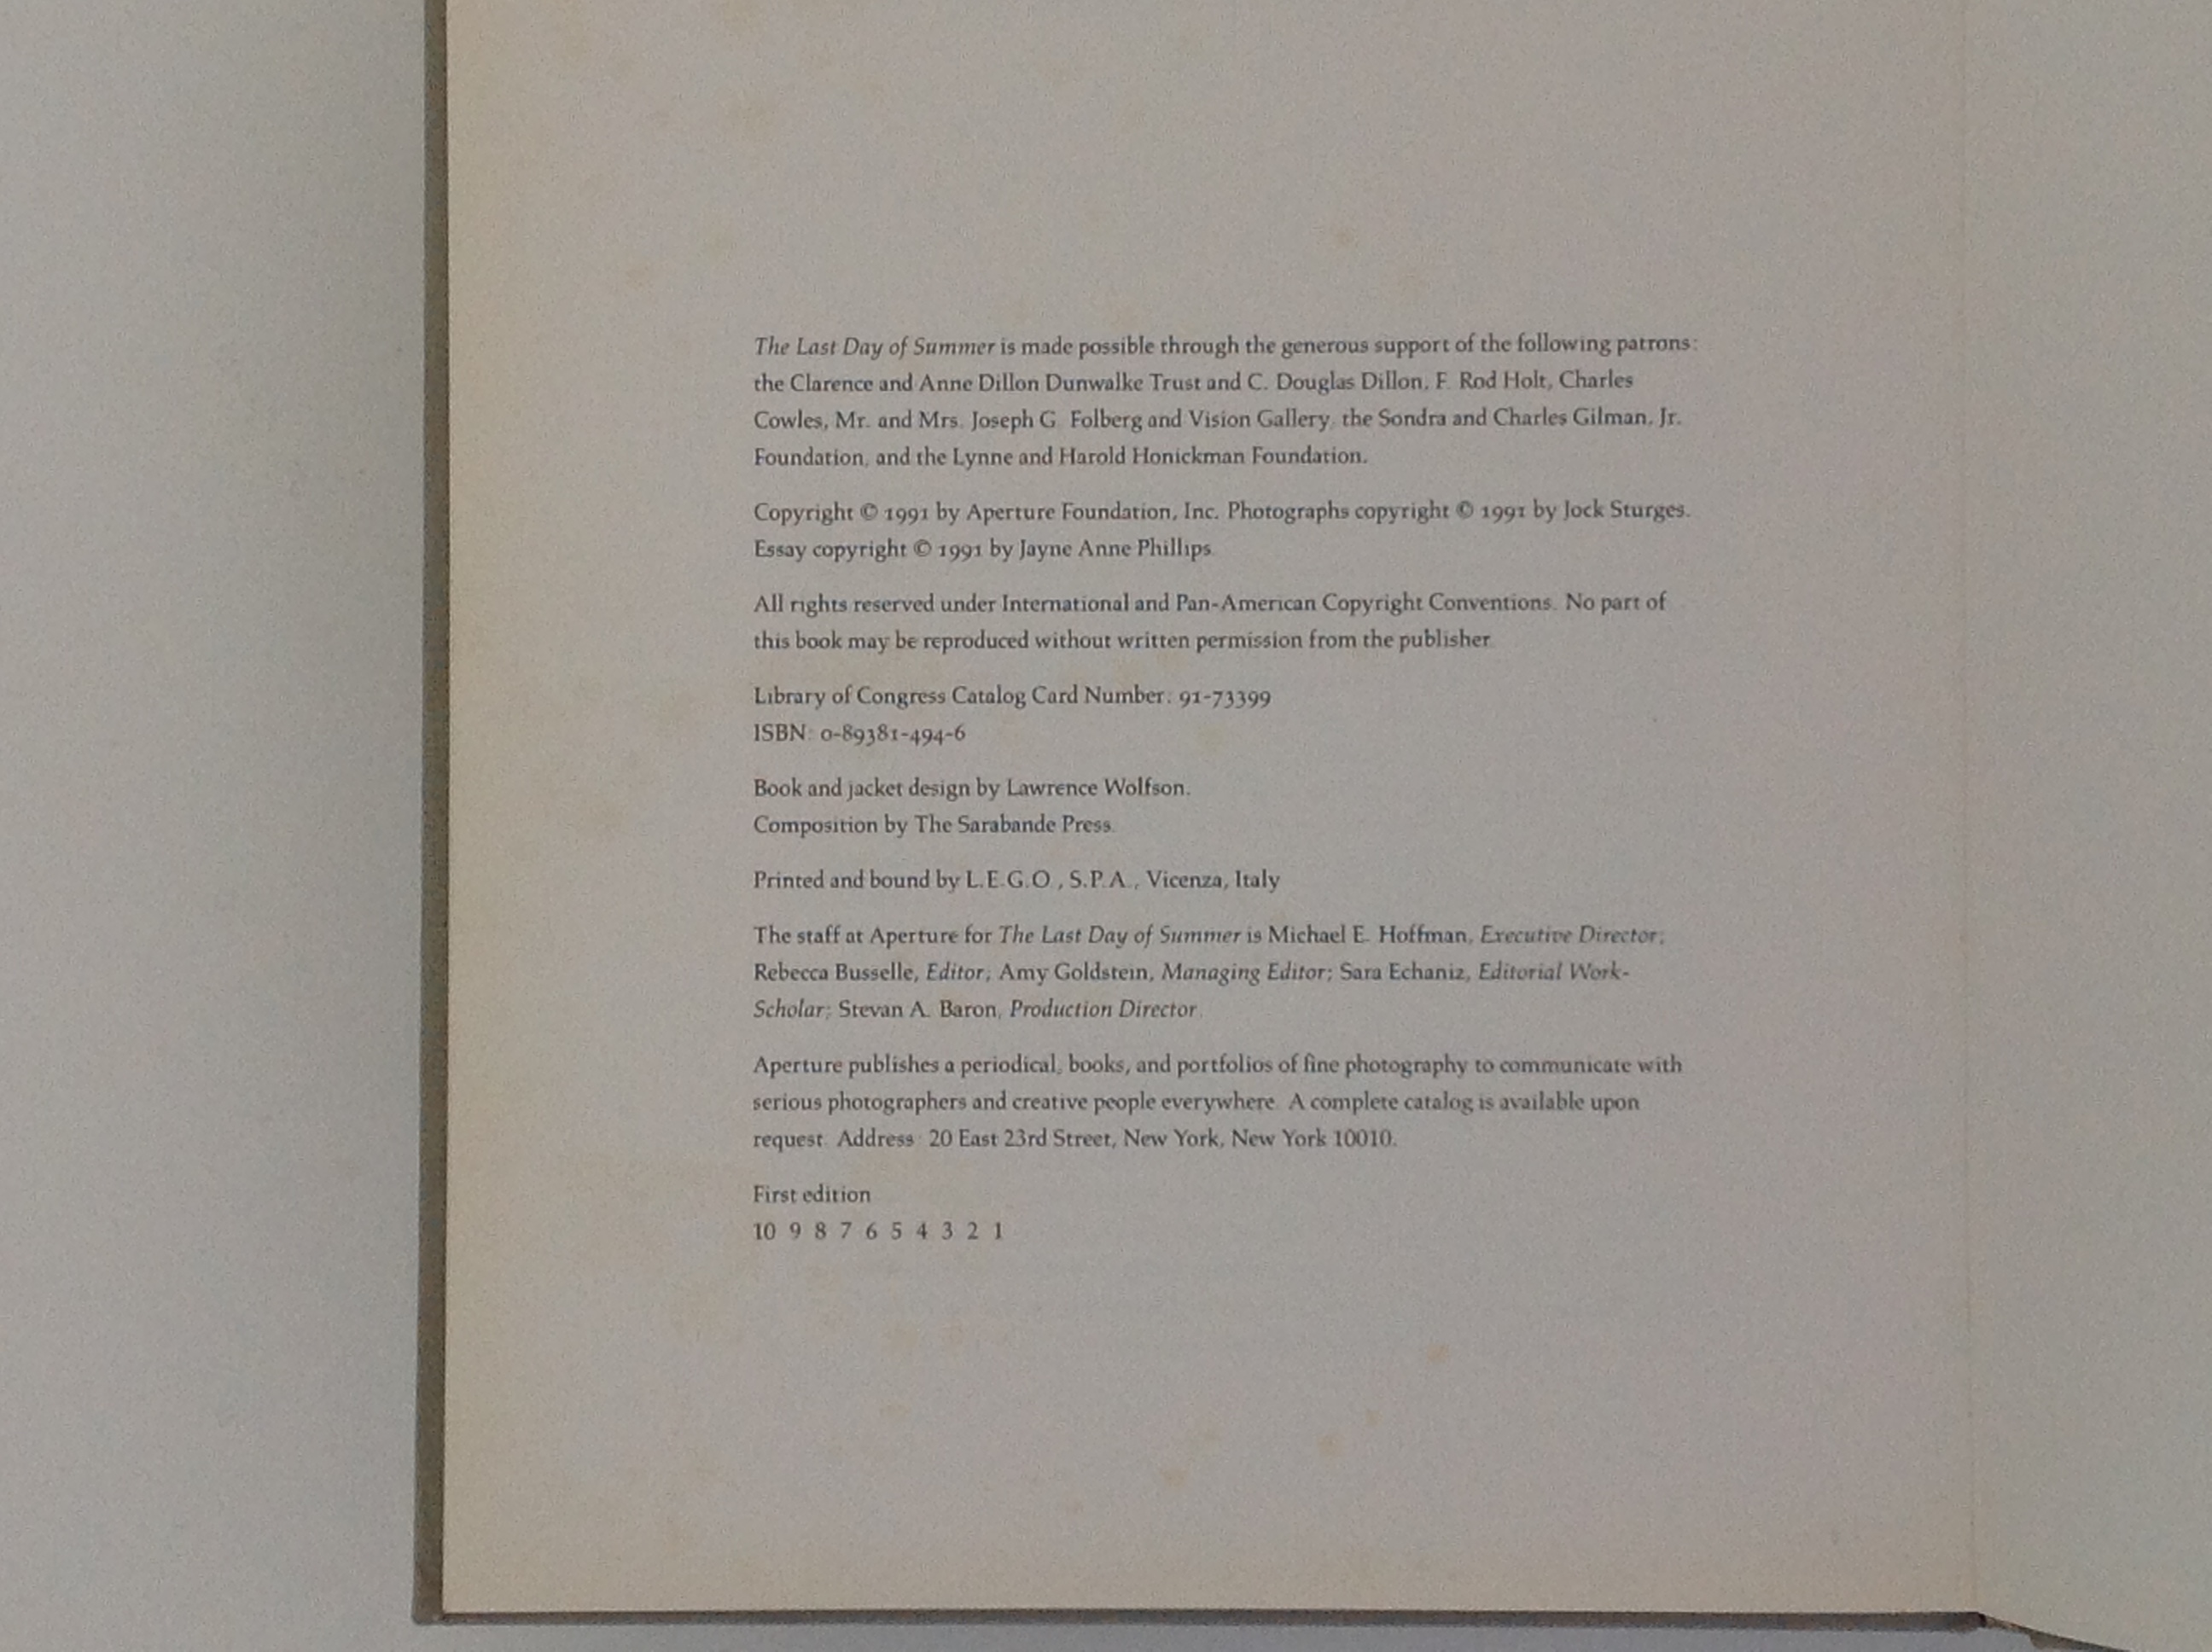 The Last Day of Summer is made possible through the generous support of the following patrons:
the Clarence and Anne Dillon Dunwalke Trust and C. Douglas Dillon, F. Rod Holt, Charles
Cowles, Mr. and Mrs. Joseph G. Folberg and Vision Gallery, the Sondra and Charles Gilman, Jr.
Foundation, and the Lynne and Harold Honickman Foundation.
Copyright © 1991 by Aperture Foundation, Inc. Photographs copyright © 1991 by Jock Sturges.
Essay copyright © 1991 by Jayne Anne Phillips.
All rights reserved under International and Pan-American Copyright Conventions. No part of
this book may be reproduced without written permission from the publisher.
Library of Congress Catalog Card Number: 91-73399
ISBN: 0-89381-494-6
Book and jacket design by Lawrence Wolfson.
Composition by The Sarabande Press.
Printed and bound by L.E.G.O., S.P.A., Vicenza, Italy
The staff at Aperture for The Last Day of Summer is Michael E. Hoffman, Executive Director;
Rebecca Busselle, Editor; Amy Goldstein, Managing Editor; Sara Echaniz, Editorial Work-
Scholar; Stevan A. Baron, Production Director.
Aperture publishes a periodical, books, and portfolios of fine photography to communicate with
serious photographers and creative people everywhere. A complete catalog is available upon
request. Address: 20 East 23rd Street, New York, New York 10010.
First edition
10 9 8 7 6 5 4 3 2 1